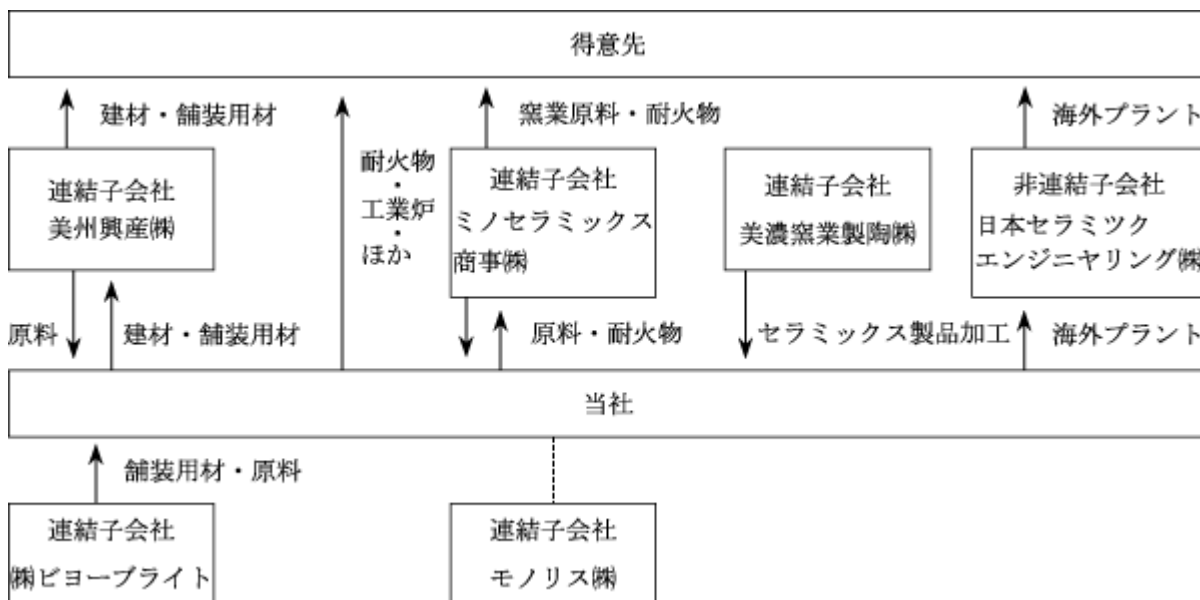 得意先
建材・舗装用材
窯業原料・耐火物
海外プラント
耐火物
・
工業炉
・
ほか
連結子会社
美州興産㈱
連結子会社
ミノセラミックス
商事㈱
連結子会社
美濃窯業製陶㈱
非連結子会社
日本セラミツク
エンジニヤリング㈱
原料
建材・舗装用材
原料・耐火物
セラミックス製品加工
海外プラント
当社
舗装用材・原料
連結子会社
㈱ビヨーブライト
連結子会社
モノリス㈱